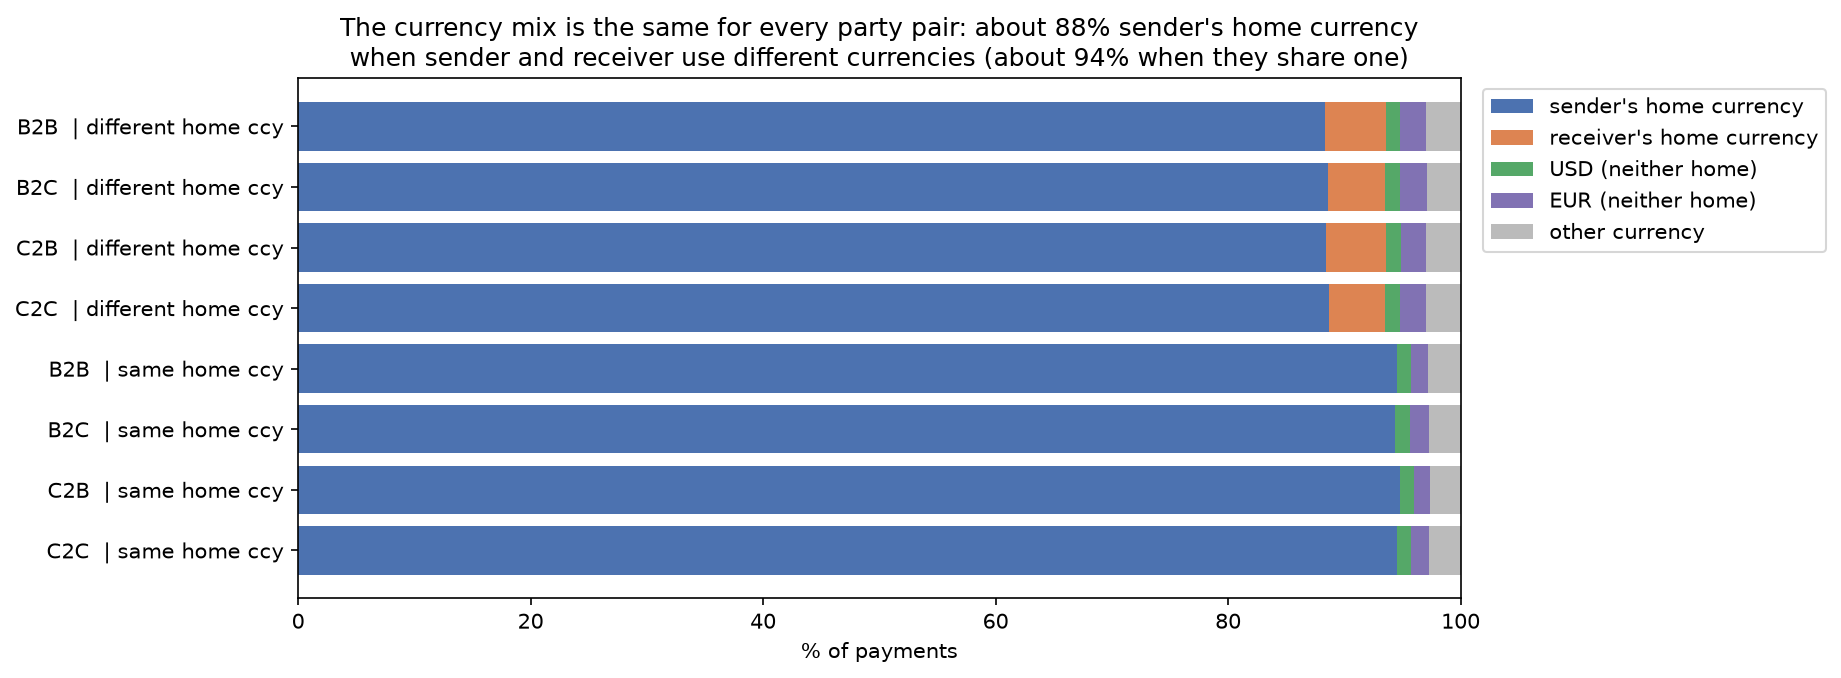 The currency mix is the same for every party pair: about 88% sender's home currency
when sender and receiver use different currencies (about 94% when they share one)
B2B | different home ccy
B2C | different home ccy
C2B | different home ccy
C2C | different home ccy
B2B | same home ccy
B2C | same home ccy
C2B | same home ccy
C2C | same home ccy
0 20 40 60 80 100
% of payments
sender's home currency
receiver's home currency
USD (neither home)
EUR (neither home)
other currency